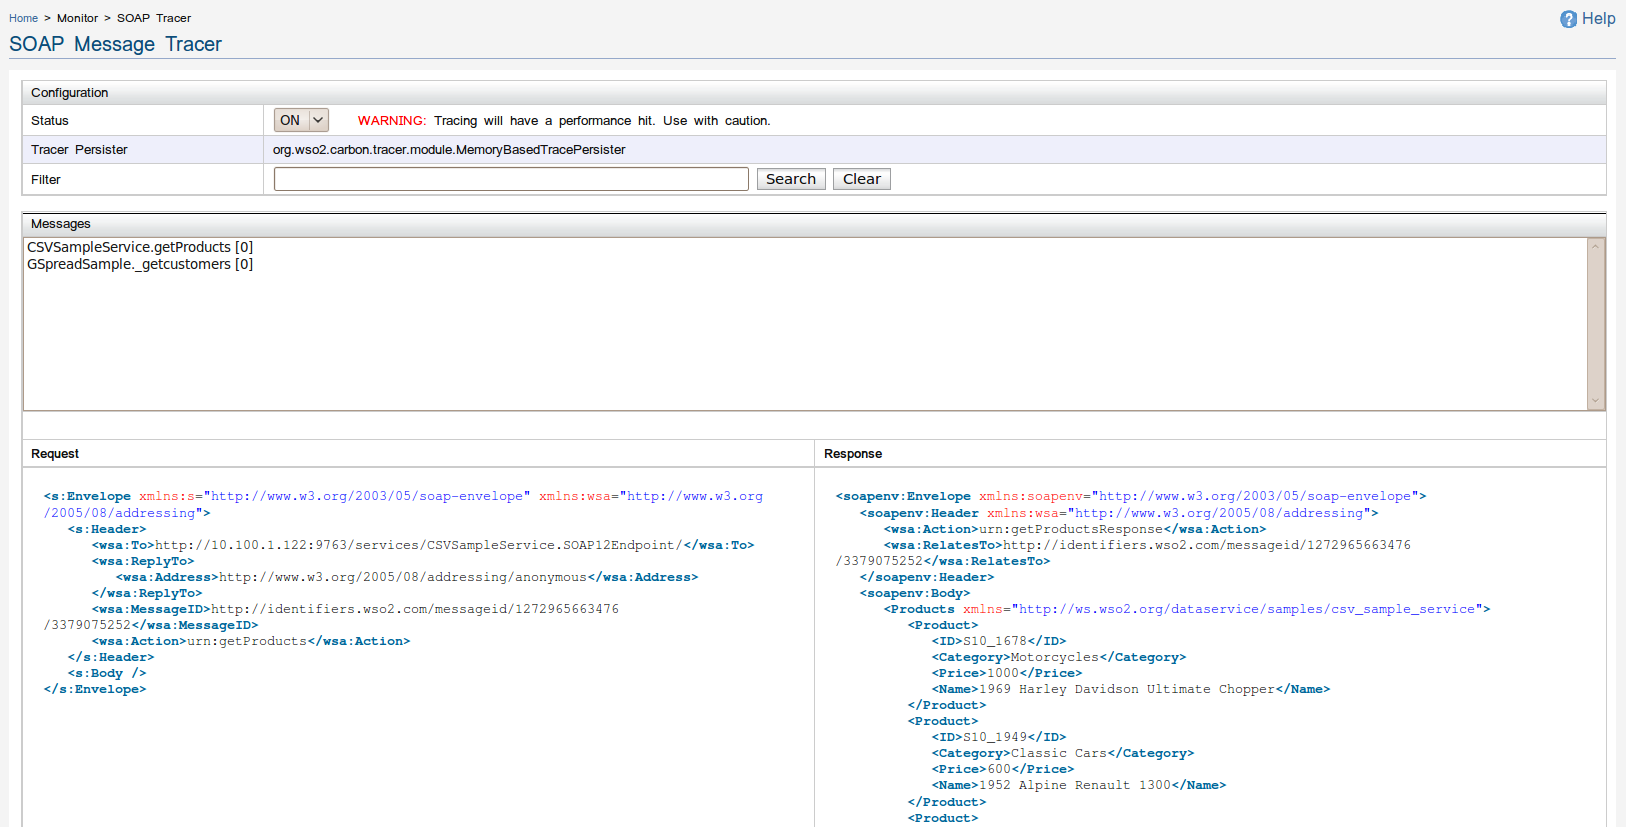 Home > Monitor > SOAP Tracer
Help
SOAP Message Tracer
Configuration
Status ON WARNING: Tracing will have a performance hit. Use with caution.
Tracer Persister org.wso2.carbon.tracer.module.MemoryBasedTracePersister
Filter Search Clear
Messages
CSVSampleService.getProducts [0]
GSpreadSample._getcustomers [0]
Request
<s:Envelope xmlns:s="http://www.w3.org/2003/05/soap-envelope" xmlns:wsa="http://www.w3.org
/2005/08/addressing">
<s:Header>
<wsa:To>http://10.100.1.122:9763/services/CSVSampleService.SOAP12Endpoint/</wsa:To>
<wsa:ReplyTo>
<wsa:Address>http://www.w3.org/2005/08/addressing/anonymous</wsa:Address>
</wsa:ReplyTo>
<wsa:MessageID>http://identifiers.wso2.com/messageid/1272965663476
/3379075252</wsa:MessageID>
<wsa:Action>urn:getProducts</wsa:Action>
</s:Header>
<s:Body />
</s:Envelope>
Response
<soapenv:Envelope xmlns:soapenv="http://www.w3.org/2003/05/soap-envelope">
<soapenv:Header xmlns:wsa="http://www.w3.org/2005/08/addressing">
<wsa:Action>urn:getProductsResponse</wsa:Action>
<wsa:RelatesTo>http://identifiers.wso2.com/messageid/1272965663476
/3379075252</wsa:RelatesTo>
</soapenv:Header>
<soapenv:Body>
<Products xmlns="http://ws.wso2.org/dataservice/samples/csv_sample_service">
<Product>
<ID>S10_1678</ID>
<Category>Motorcycles</Category>
<Price>1000</Price>
<Name>1969 Harley Davidson Ultimate Chopper</Name>
</Product>
<Product>
<ID>S10_1949</ID>
<Category>Classic Cars</Category>
<Price>600</Price>
<Name>1952 Alpine Renault 1300</Name>
</Product>
<Product>